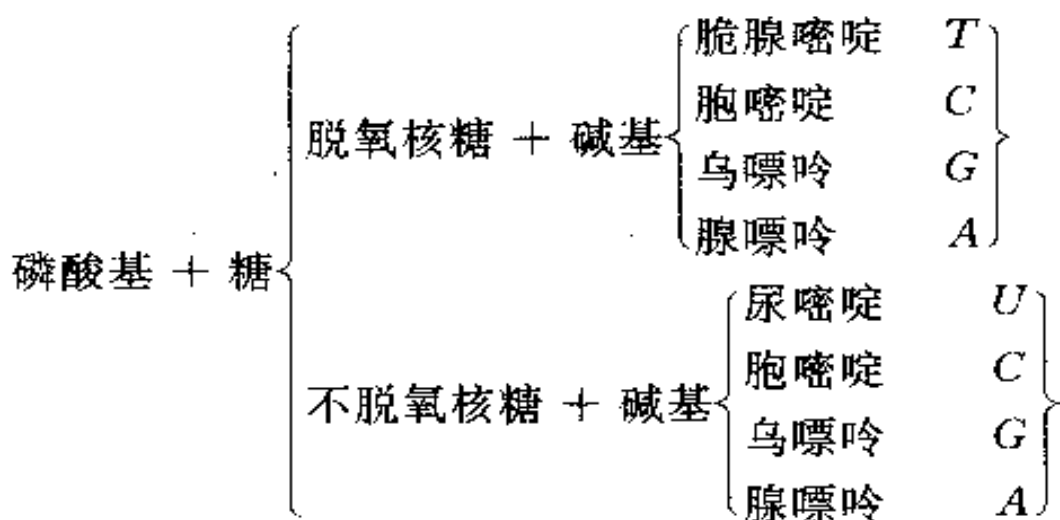 脆腺嘧啶 T
胞嘧啶 C
脱氧核糖 + 碱基
乌嘌呤 G
腺嘌呤 A
磷酸基 + 糖
尿嘧啶 U
胞嘧啶 C
不脱氧核糖 + 碱基
乌嘌呤 G
腺嘌呤 A